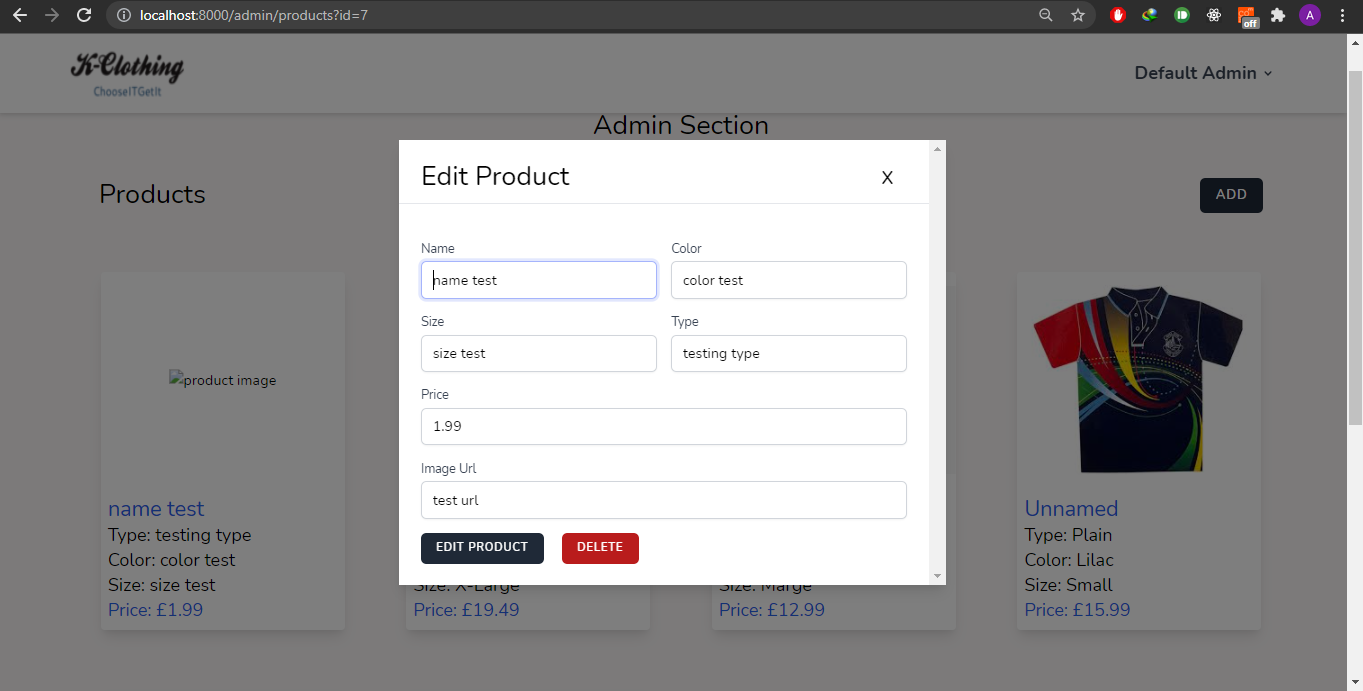 localhost:8000/admin/products?id=7
off
A
K-Clothing
ChooseITGetIt
Default Admin
Admin Section
Products
ADD
Edit Product
X
Name
Color
name test
color test
Size
Type
size test
testing type
Price
1.99
Image Url
test url
EDIT PRODUCT
DELETE
product image
name test
Type: testing type
Color: color test
Size: size test
Price: £1.99
Size: X-Large
Price: £19.49
Size: Marge
Price: £12.99
Unnamed
Type: Plain
Color: Lilac
Size: Small
Price: £15.99